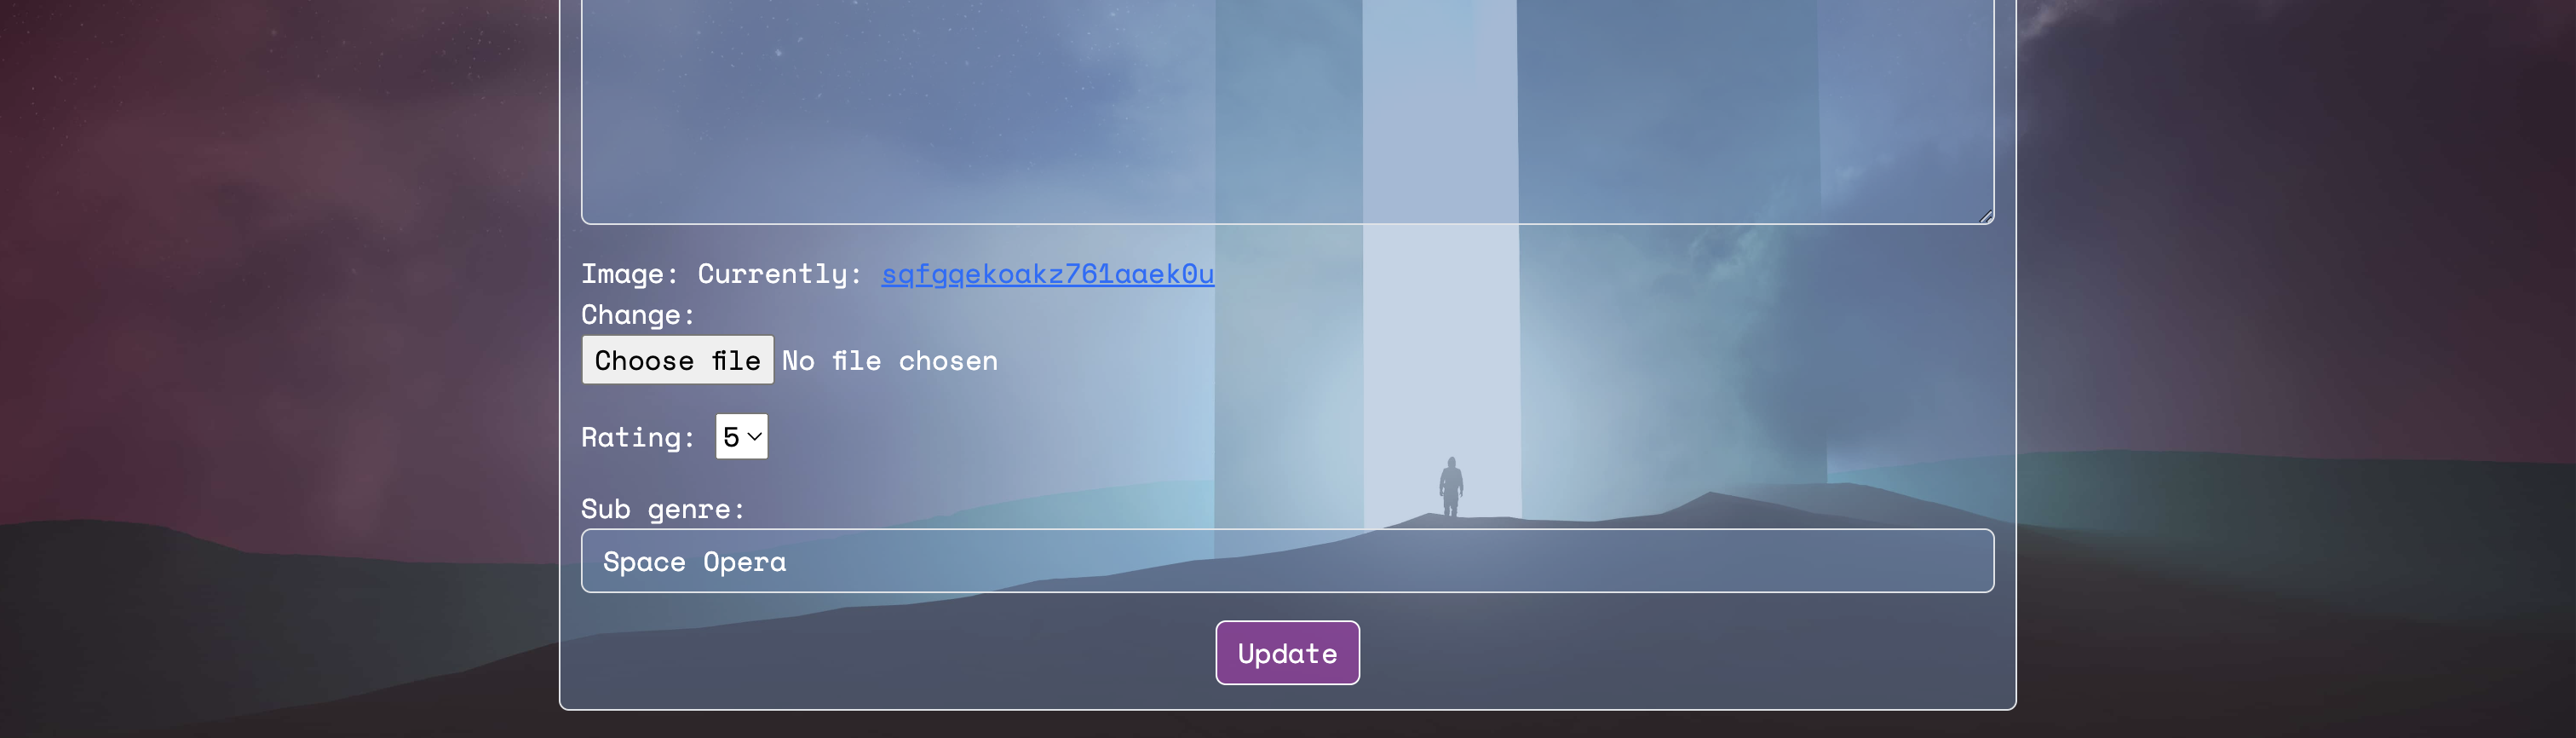 Image: Currently: sqfgqekoakz761aaek0u
Change:
Choose file No file chosen
Rating: 5
Sub genre:
Space Opera
Update